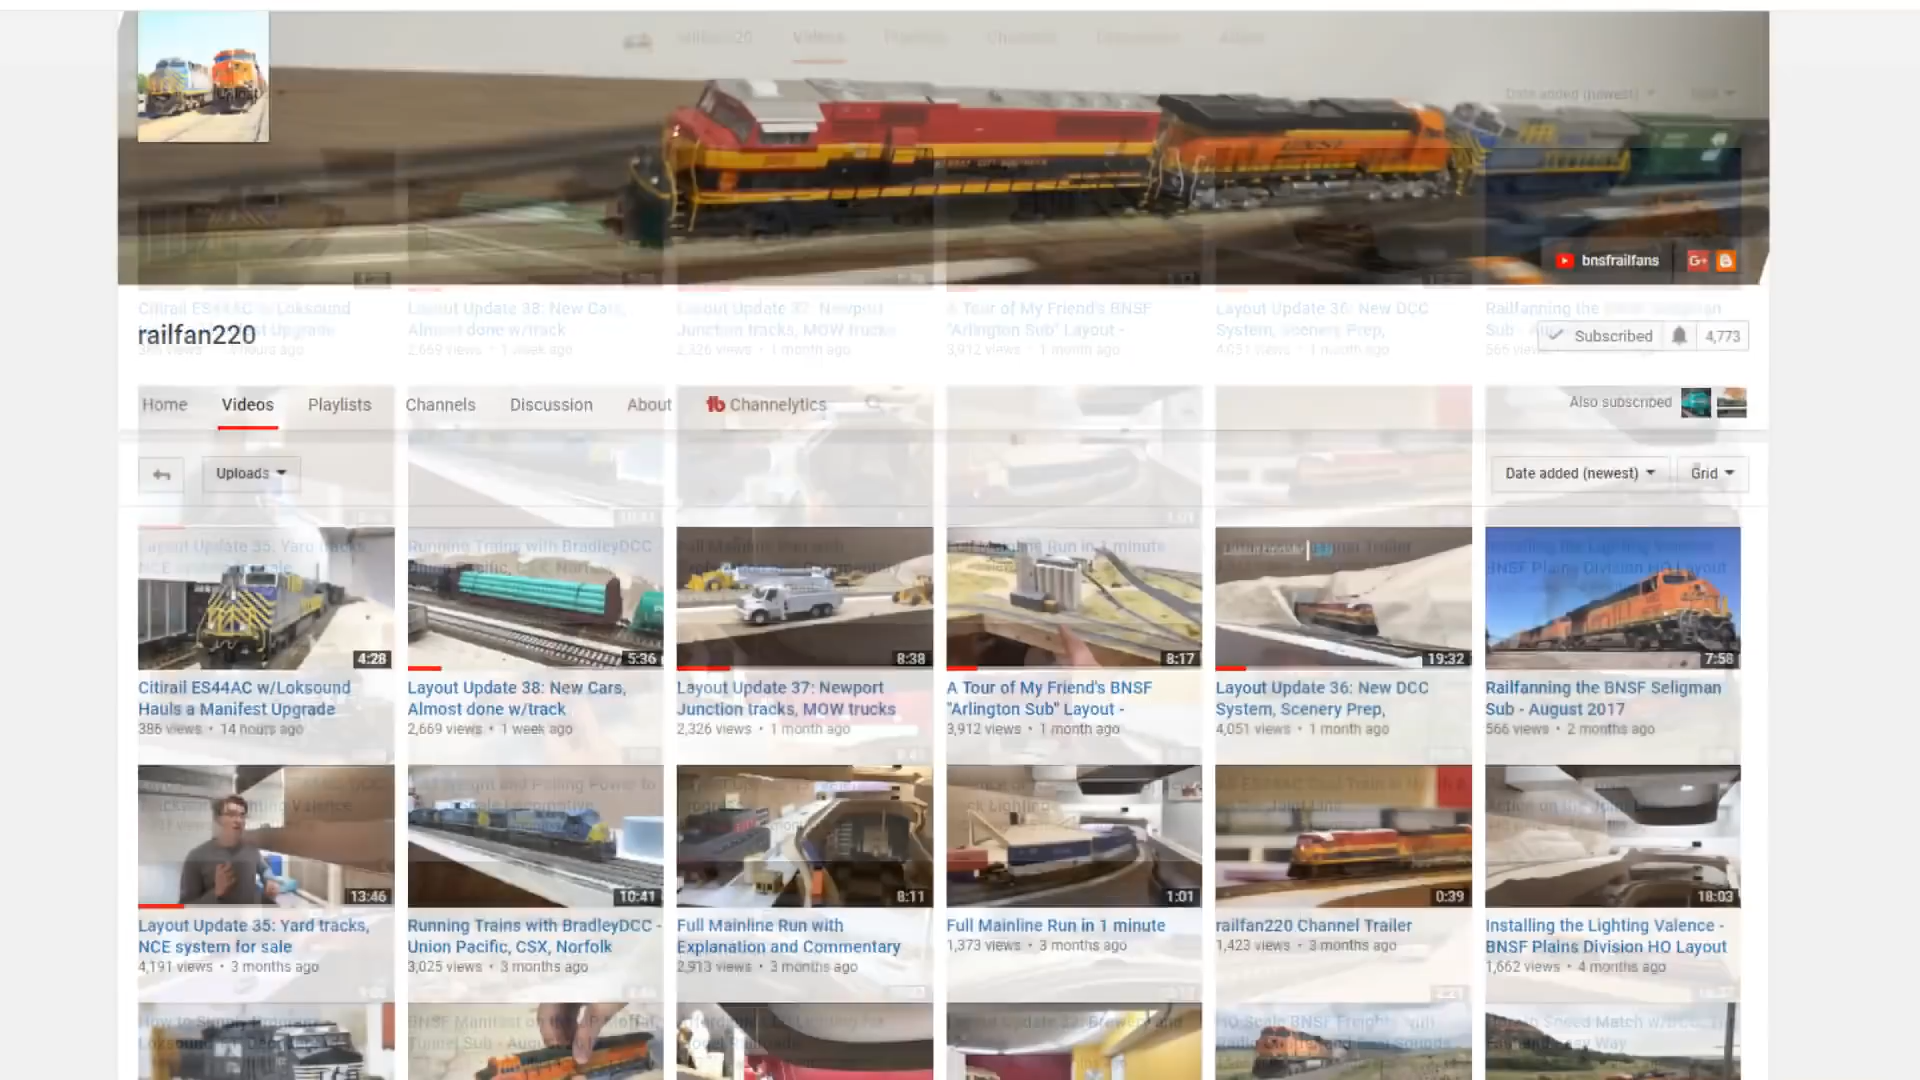 bnsfrailfans
railfan220
Subscribed 4,773
Home Videos Playlists Channels Discussion About Channelytics
Also subscribed
Uploads
Date added (newest) Grid
4:28
5:36
8:38
8:17
19:32
7:58
Citirail ES44AC w/Loksound
Hauls a Manifest Upgrade
386 views • 14 hours ago
Layout Update 38: New Cars,
Almost done w/track
2,669 views • 1 week ago
Layout Update 37: Newport
Junction tracks, MOW trucks
2,326 views • 1 month ago
A Tour of My Friend's BNSF
"Arlington Sub" Layout -
3,912 views • 1 month ago
Layout Update 36: New DCC
System, Scenery Prep,
4,051 views • 1 month ago
Railfanning the BNSF Seligman
Sub - August 2017
566 views • 2 months ago
13:46
10:41
8:11
1:01
0:39
18:03
Layout Update 35: Yard tracks,
NCE system for sale
4,191 views • 3 months ago
Running Trains with BradleyDCC -
Union Pacific, CSX, Norfolk
3,025 views • 3 months ago
Full Mainline Run with
Explanation and Commentary
2,913 views • 3 months ago
Full Mainline Run in 1 minute
1,373 views • 3 months ago
railfan220 Channel Trailer
1,423 views • 3 months ago
Installing the Lighting Valence -
BNSF Plains Division HO Layout
1,662 views • 4 months ago